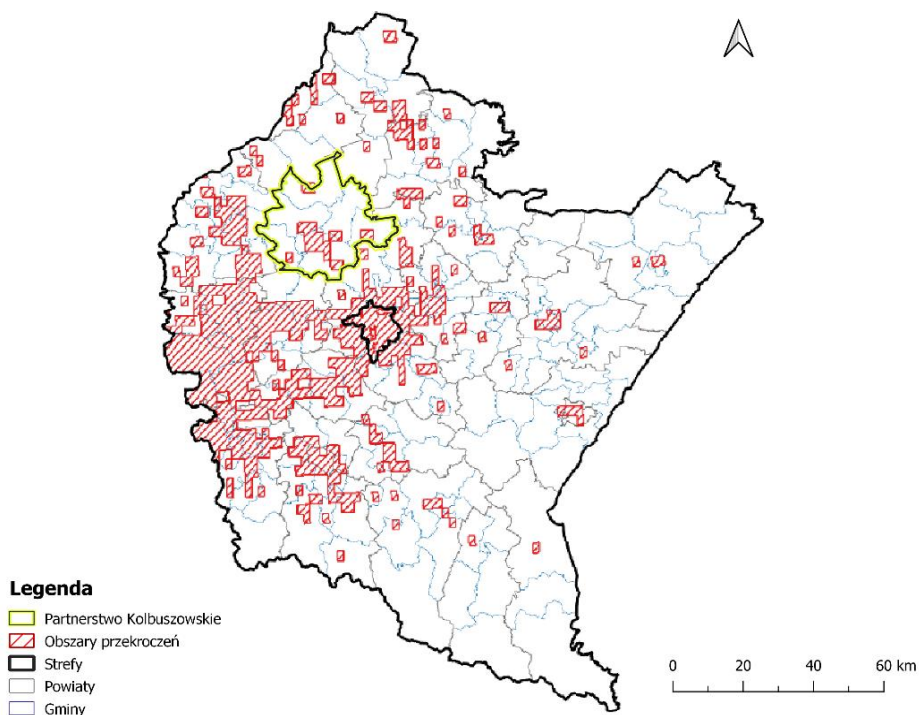 Legenda
Partnerstwo Kolbuszowskie
Obszary przekroczeń
Strefy
Powiaty
Gminy
0 20 40 60 km